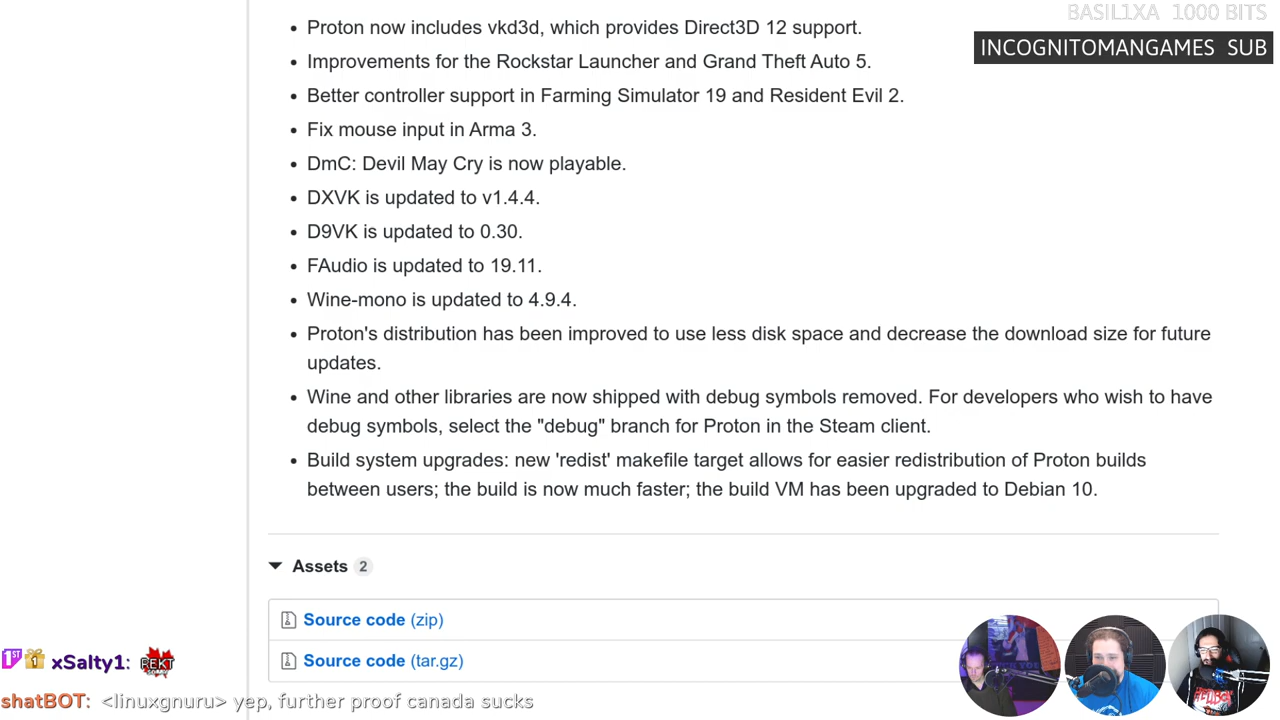 BASIL1XA 1000 BITS
INCOGNITOMANGAMES SUB
• Proton now includes vkd3d, which provides Direct3D 12 support.
• Improvements for the Rockstar Launcher and Grand Theft Auto 5.
• Better controller support in Farming Simulator 19 and Resident Evil 2.
• Fix mouse input in Arma 3.
• DmC: Devil May Cry is now playable.
• DXVK is updated to v1.4.4.
• D9VK is updated to 0.30.
• FAudio is updated to 19.11.
• Wine-mono is updated to 4.9.4.
• Proton's distribution has been improved to use less disk space and decrease the download size for future
updates.
• Wine and other libraries are now shipped with debug symbols removed. For developers who wish to have
debug symbols, select the "debug" branch for Proton in the Steam client.
• Build system upgrades: new 'redist' makefile target allows for easier redistribution of Proton builds
between users; the build is now much faster; the build VM has been upgraded to Debian 10.
Assets 2
Source code (zip)
Source code (tar.gz)
1ST 1 xSalty1: REKT
shatBOT: <linuxgnuru> yep, further proof canada sucks